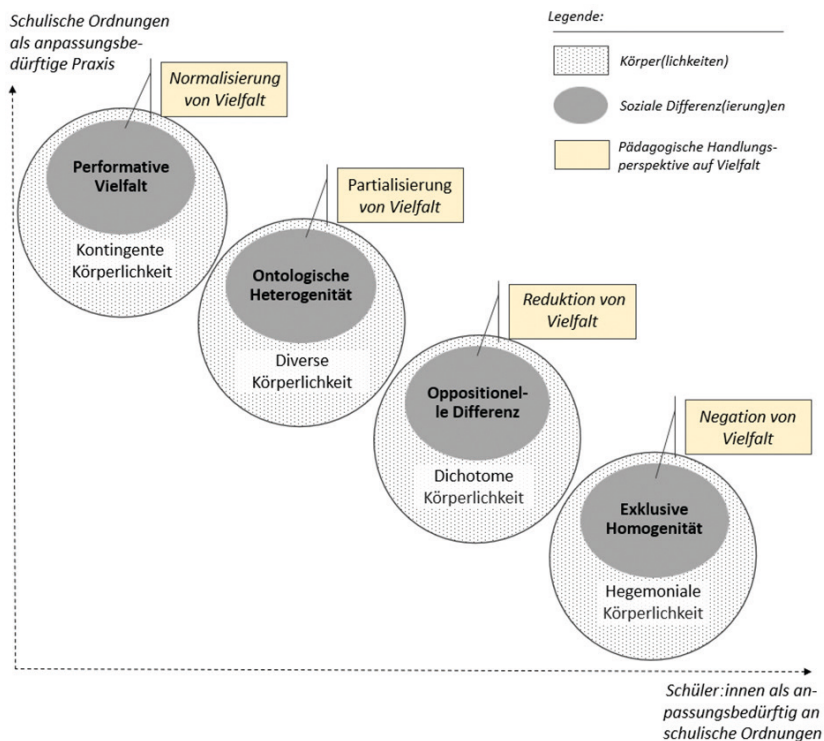 Schulische Ordnungen
als anpassungsbe-
dürftige Praxis
Legende:
Körper(lichkeiten)
Soziale Differenz(ierung)en
Pädagogische Handlungs-
perspektive auf Vielfalt
Normalisierung
von Vielfalt
Performative
Vielfalt
Kontingente
Körperlichkeit
Partialisierung
von Vielfalt
Ontologische
Heterogenität
Diverse
Körperlichkeit
Reduktion von
Vielfalt
Oppositionel-
le Differenz
Dichotome
Körperlichkeit
Negation von
Vielfalt
Exklusive
Homogenität
Hegemoniale
Körperlichkeit
Schüler:innen als an-
passungsbedürftig an
schulische Ordnungen